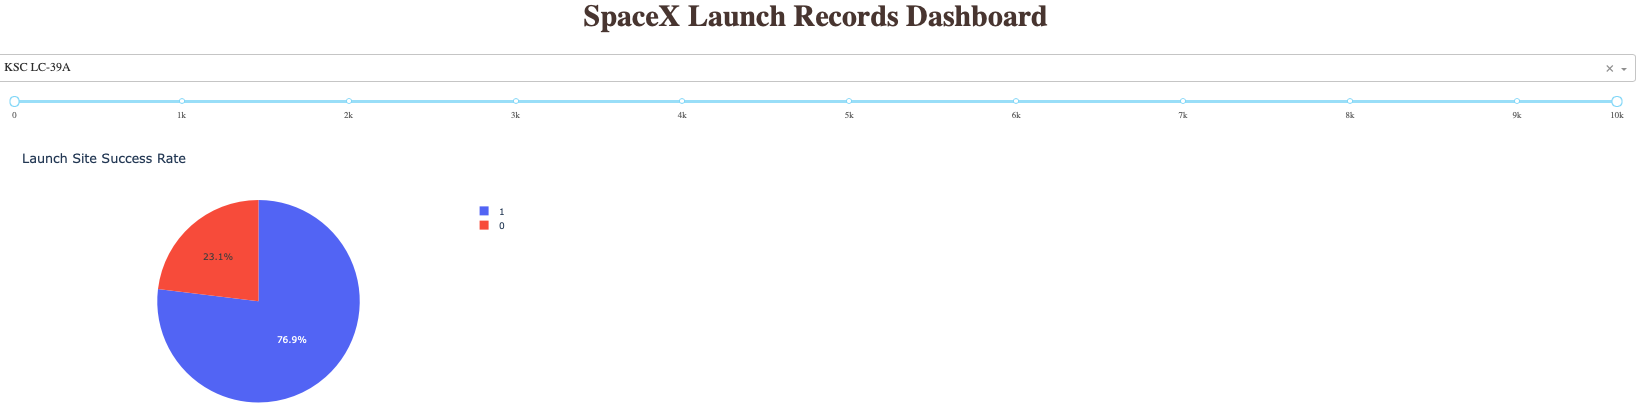 SpaceX Launch Records Dashboard
KSC LC-39A
0 1k 2k 3k 4k 5k 6k 7k 8k 9k 10k
Launch Site Success Rate
1
0
23.1%
76.9%